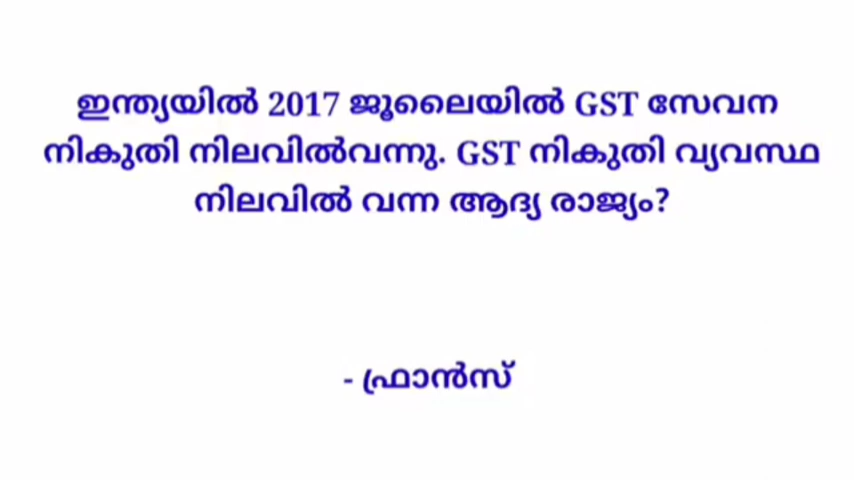 ഇന്ത്യയിൽ 2017 ജൂലൈയിൽ GST സേവന
നികുതി നിലവിൽവന്നു. GST നികുതി വ്യവസ്ഥ
നിലവിൽ വന്ന ആദ്യ രാജ്യം?
- ഫ്രാൻസ്